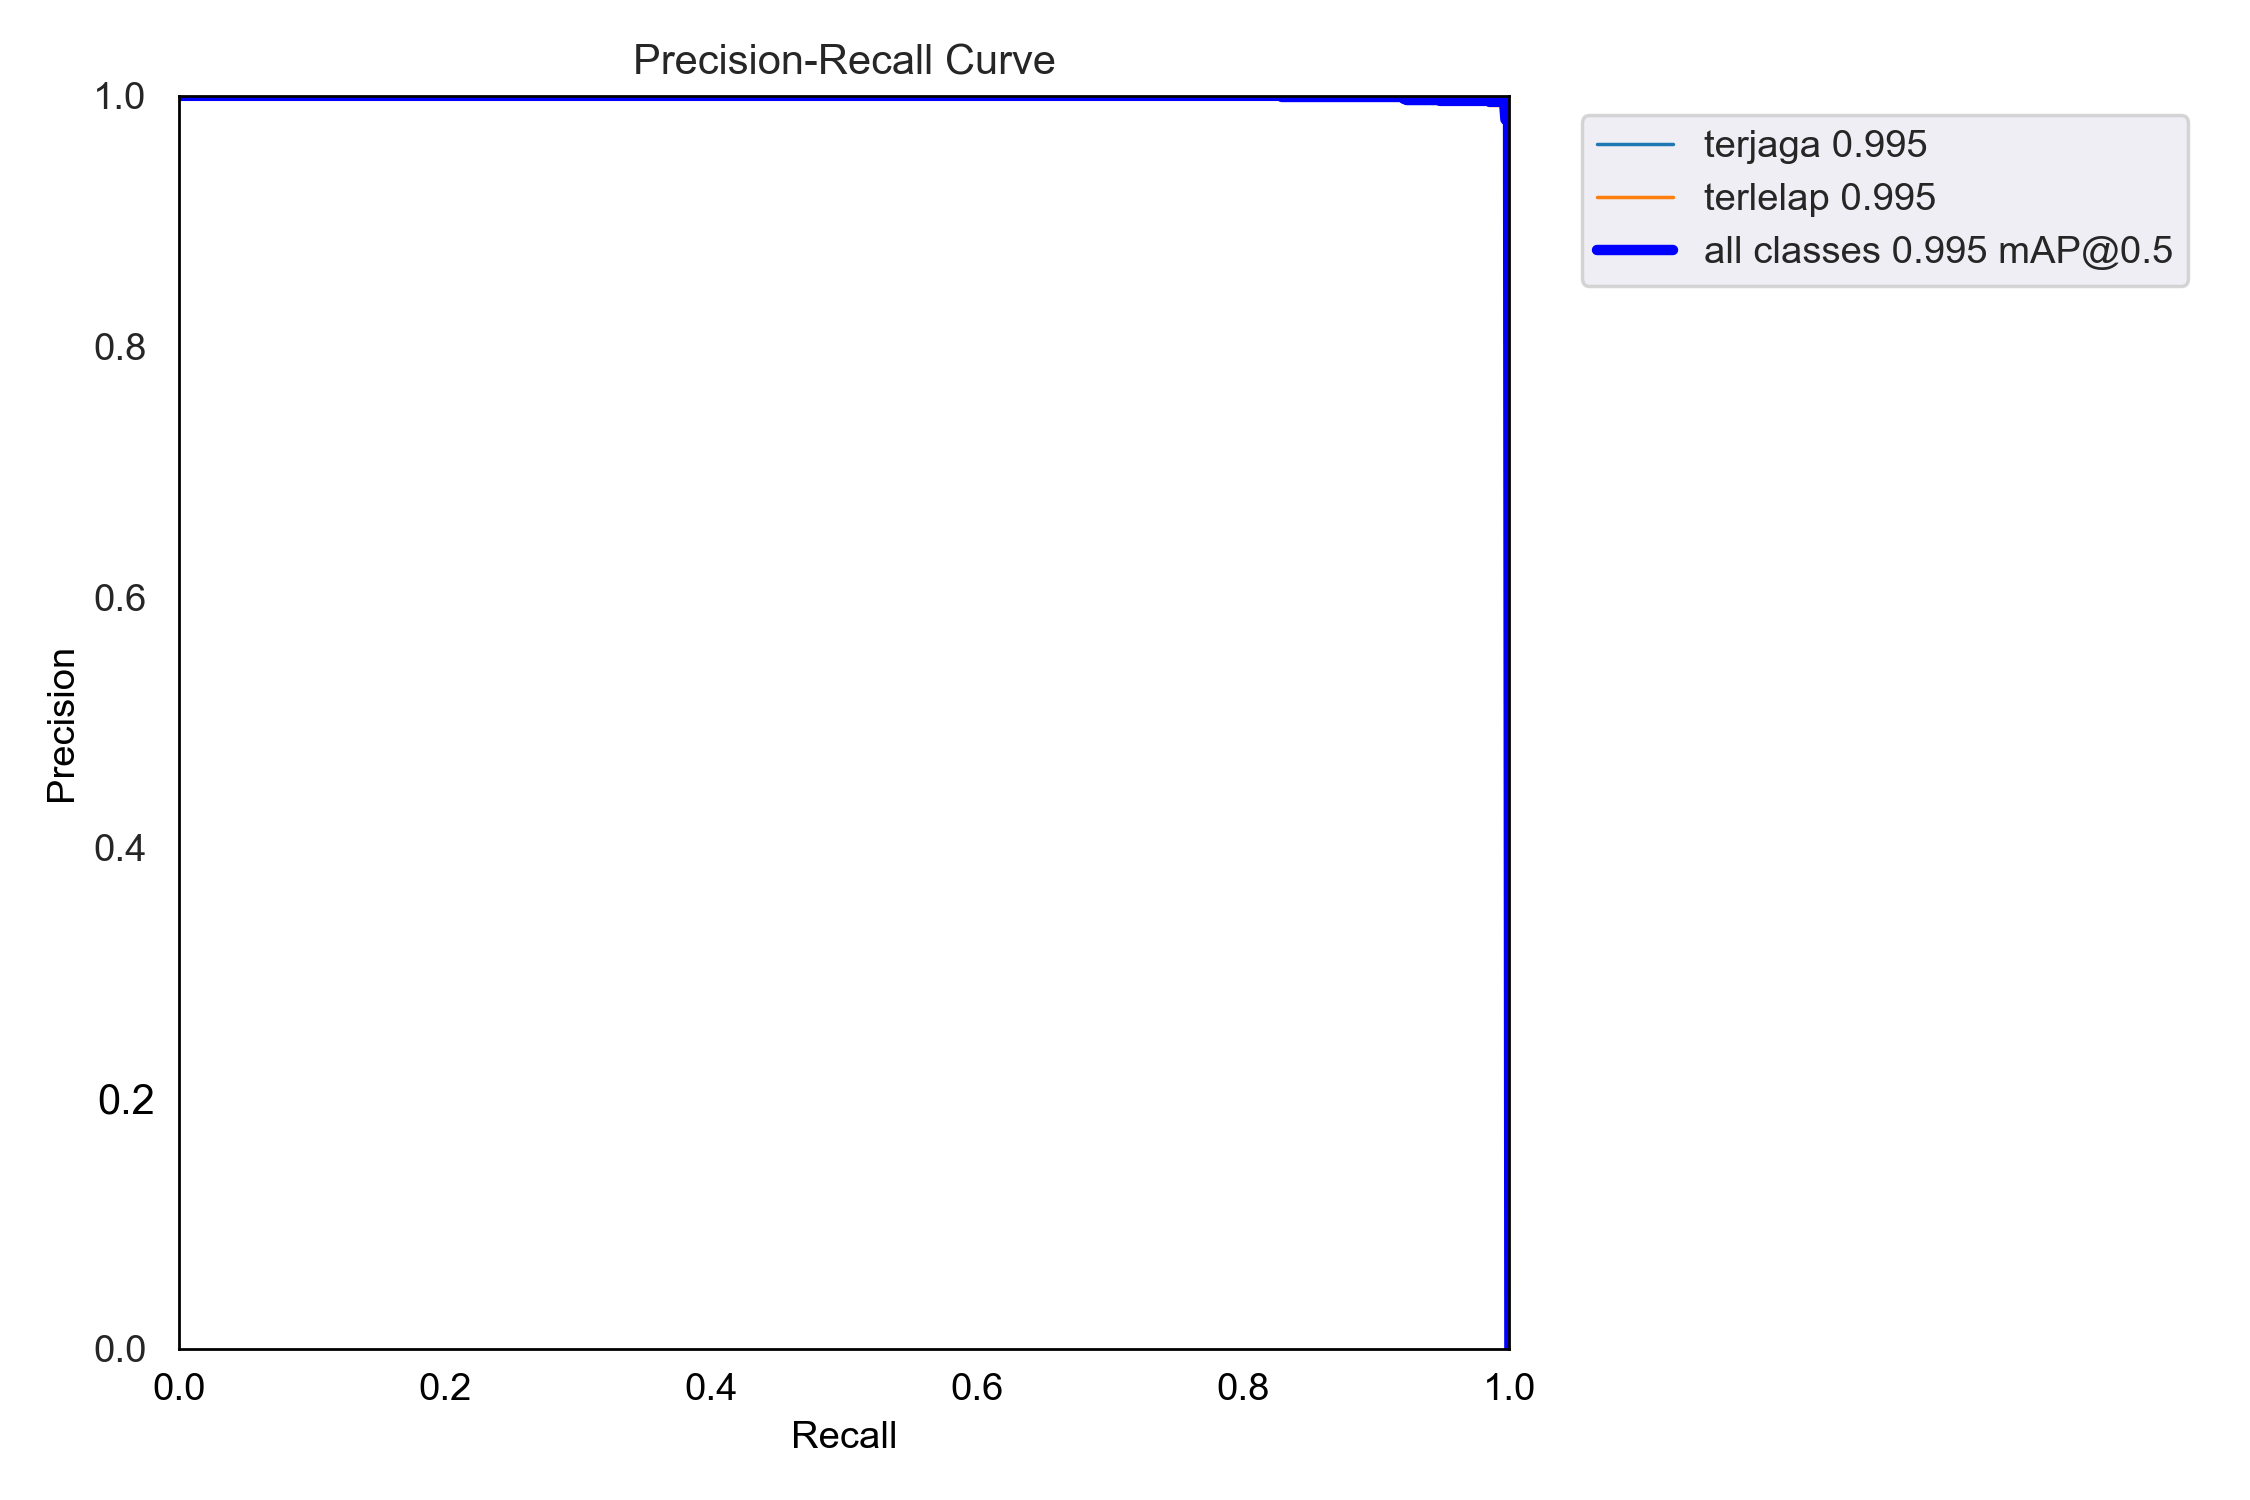 Precision-Recall Curve
1.0
0.8
0.6
0.4
0.2
0.0
Precision
0.0 0.2 0.4 0.6 0.8 1.0
Recall
terjaga 0.995
terlelap 0.995
all classes 0.995 mAP@0.5